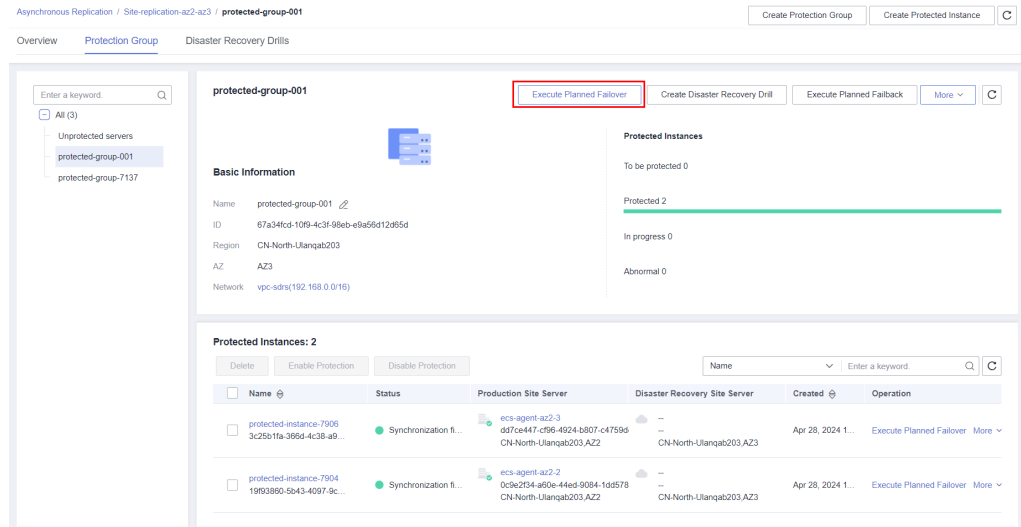 Asynchronous Replication / Site-replication-az2-az3 / protected-group-001
Create Protection Group
Create Protected Instance
Overview
Protection Group
Disaster Recovery Drills
Enter a keyword.
All (3)
Unprotected servers
protected-group-001
protected-group-7137
protected-group-001
Execute Planned Failover
Create Disaster Recovery Drill
Execute Planned Failback
More
Basic Information
Name protected-group-001
ID 67a34fcd-10f9-4c3f-98eb-e9a56d12d65d
Region CN-North-Ulanqab203
AZ AZ3
Network vpc-sdrs(192.168.0.0/16)
Protected Instances
To be protected 0
Protected 2
In progress 0
Abnormal 0
Protected Instances: 2
Delete
Enable Protection
Disable Protection
Name
Enter a keyword.
Name Status Production Site Server Disaster Recovery Site Server Created Operation
protected-instance-7906
3c25b1fa-366d-4c38-a9...
Synchronization fi...
ecs-agent-az2-3
dd7ce447-cf96-4924-b807-c4759d
CN-North-Ulanqab203,AZ2
--
--
CN-North-Ulanqab203,AZ3
Apr 28, 2024 1...
Execute Planned Failover More
protected-instance-7904
19f93860-5b43-4097-9c...
Synchronization fi...
ecs-agent-az2-2
0c9e2f34-a60e-44ed-9084-1dd578
CN-North-Ulanqab203,AZ2
--
--
CN-North-Ulanqab203,AZ3
Apr 28, 2024 1...
Execute Planned Failover More